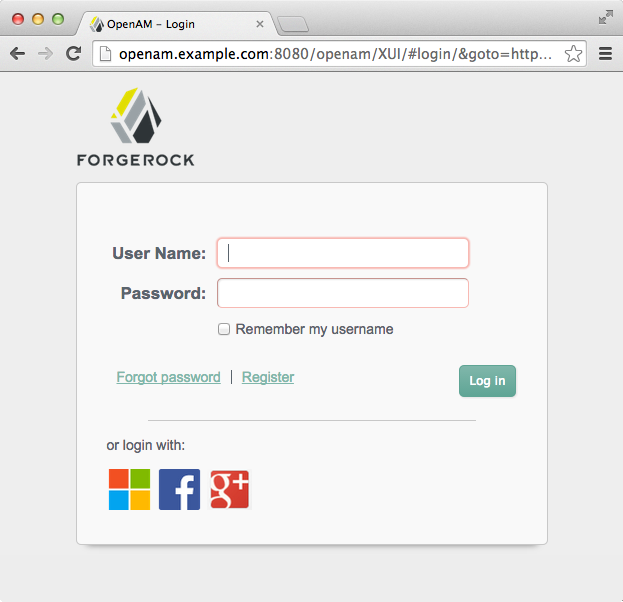 OpenAM - Login
openam.example.com:8080/openam/XUI/#login/&goto=http...
FORGEROCK
User Name:
Password:
Remember my username
Forgot password | Register
Log in
or login with:
f
g+